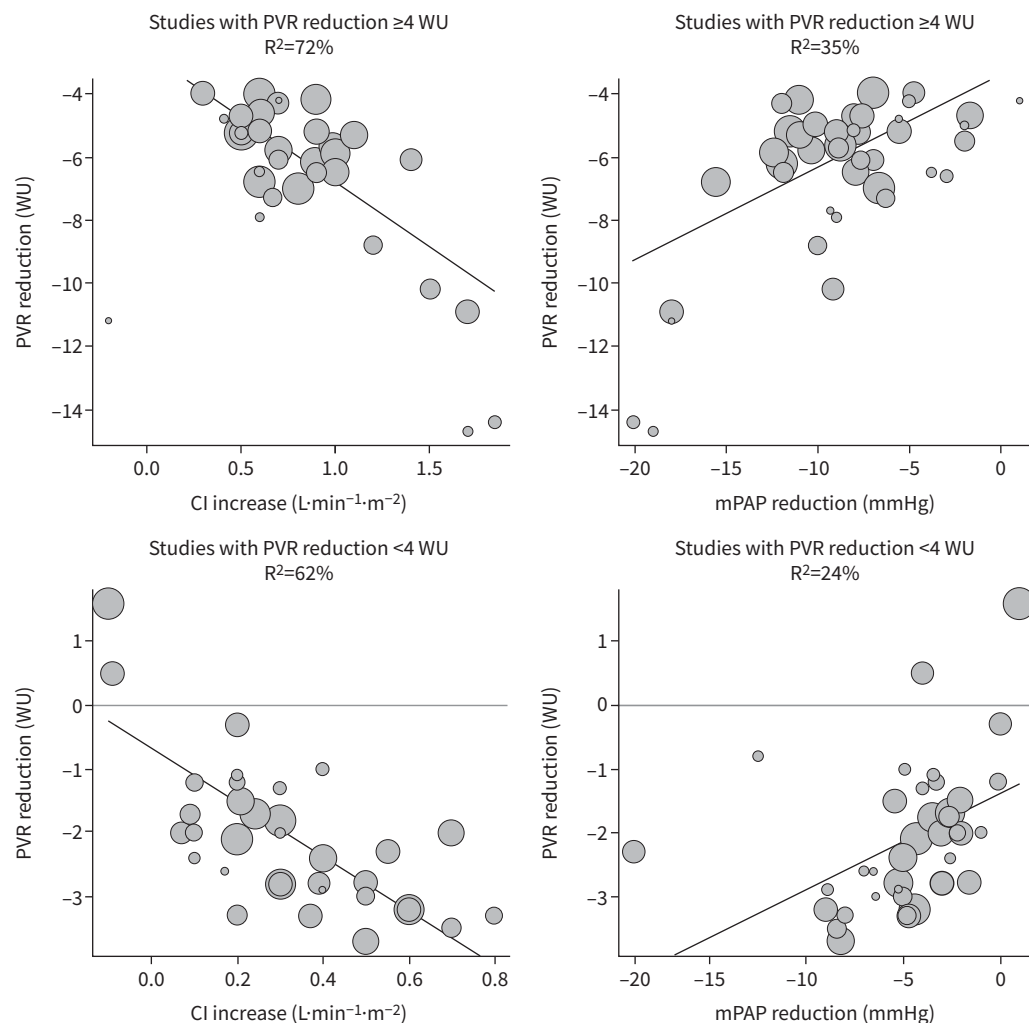 Studies with PVR reduction ≥4 WU
R²=72%
PVR reduction (WU)
–4
–6
–8
–10
–12
–14
0.0 0.5 1.0 1.5
CI increase (L·min⁻¹·m⁻²)
Studies with PVR reduction ≥4 WU
R²=35%
PVR reduction (WU)
–4
–6
–8
–10
–12
–14
–20 –15 –10 –5 0
mPAP reduction (mmHg)
Studies with PVR reduction <4 WU
R²=62%
PVR reduction (WU)
1
0
–1
–2
–3
0.0 0.2 0.4 0.6 0.8
CI increase (L·min⁻¹·m⁻²)
Studies with PVR reduction <4 WU
R²=24%
PVR reduction (WU)
1
0
–1
–2
–3
–20 –15 –10 –5 0
mPAP reduction (mmHg)